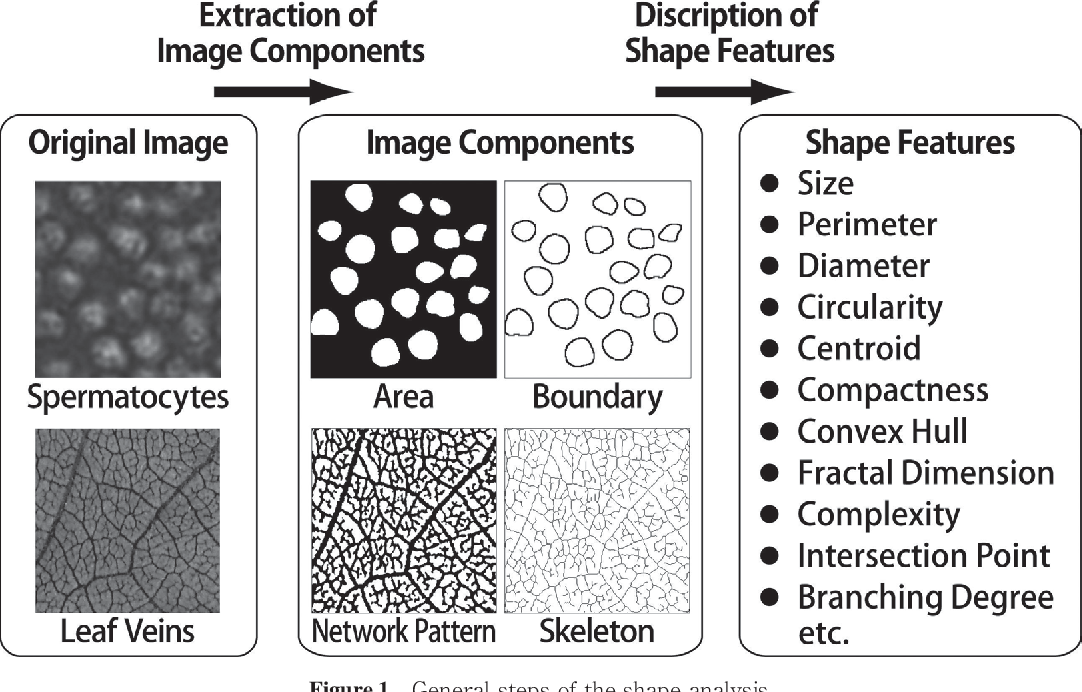 Extraction of
Image Components
Discription of
Shape Features
Original Image
Spermatocytes
Leaf Veins
Image Components
Area
Boundary
Network Pattern
Skeleton
Shape Features
● Size
● Perimeter
● Diameter
● Circularity
● Centroid
● Compactness
● Convex Hull
● Fractal Dimension
● Complexity
● Intersection Point
● Branching Degree
etc.
Figure 1 General steps of the shape analysis